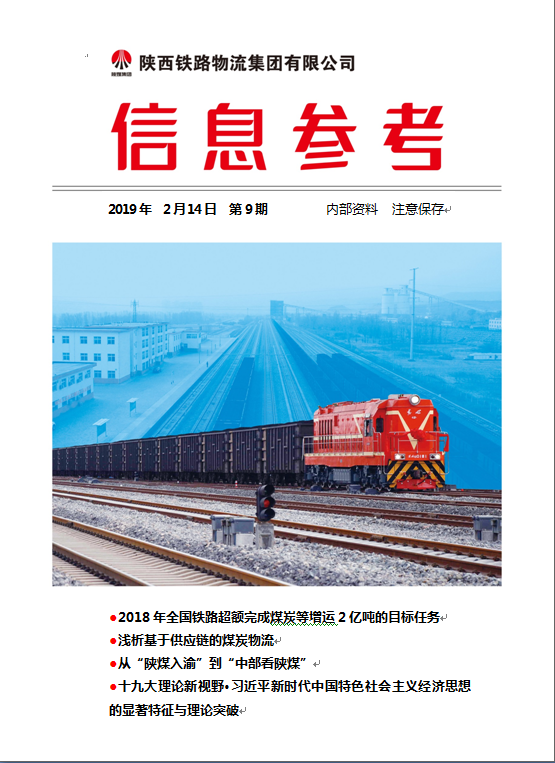 陕煤集团
陕西铁路物流集团有限公司
信息参考
2019年 2月14日 第9期 内部资料 注意保存
●2018年全国铁路超额完成煤炭等增运2亿吨的目标任务
●浅析基于供应链的煤炭物流
●从“陕煤入渝”到“中部看陕煤”
●十九大理论新视野·习近平新时代中国特色社会主义经济思想
的显著特征与理论突破